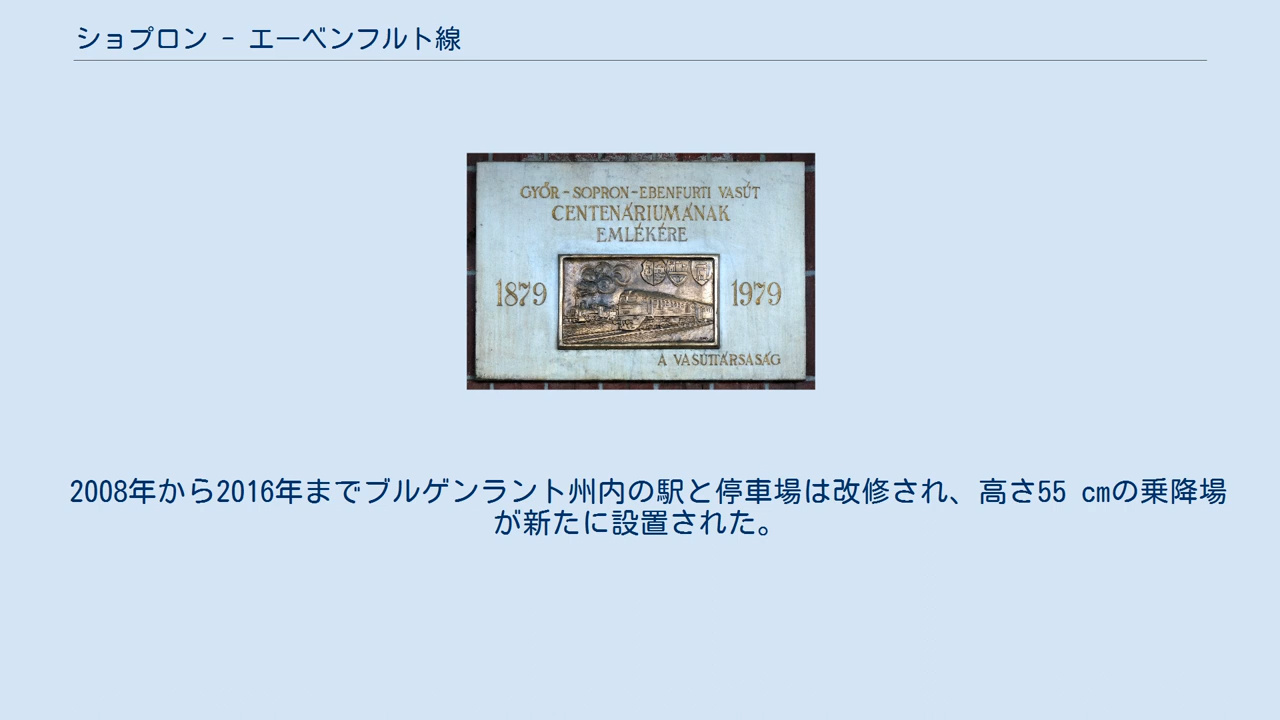 ショプロン － エーベンフルト線
GYŐR-SOPRON-EBENFURTI VASÚT
CENTENÁRIUMÁNAK
EMLÉKÉRE
1879 1979
A VASÚTTÁRSASÁG
2008年から2016年までブルゲンラント州内の駅と停車場は改修され、高さ55 cmの乗降場
が新たに設置された。